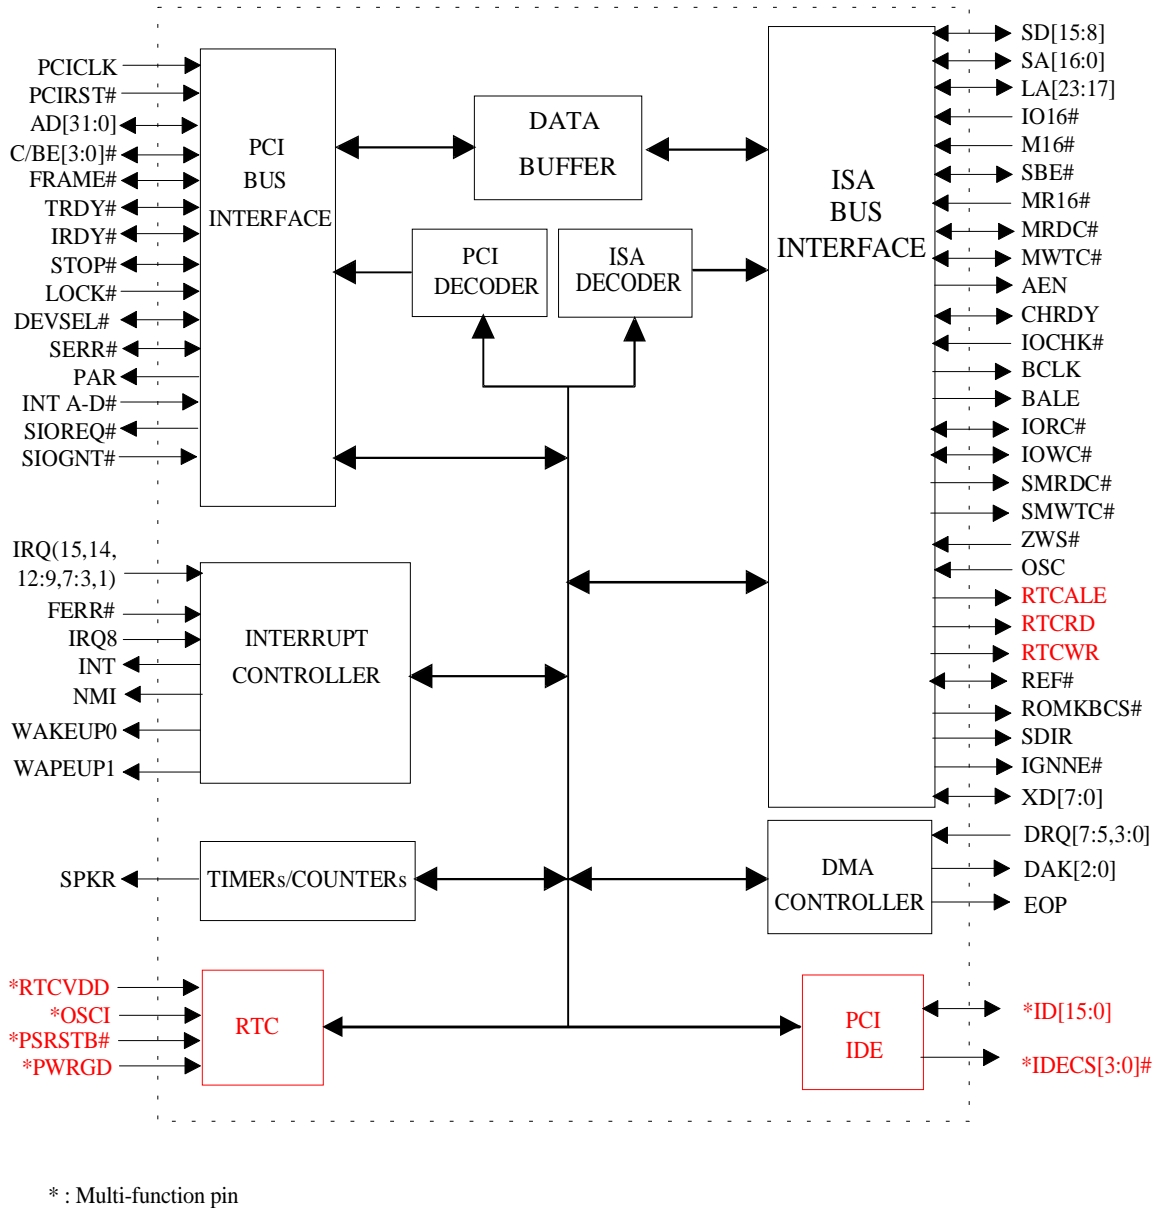 PCICLK
PCIRST#
AD[31:0]
C/BE[3:0]#
FRAME#
TRDY#
IRDY#
STOP#
LOCK#
DEVSEL#
SERR#
PAR
INT A-D#
SIOREQ#
SIOGNT#
PCI
BUS
INTERFACE
DATA
BUFFER
PCI
DECODER
ISA
DECODER
ISA
BUS
INTERFACE
SD[15:8]
SA[16:0]
LA[23:17]
IO16#
M16#
SBE#
MR16#
MRDC#
MWTC#
AEN
CHRDY
IOCHK#
BCLK
BALE
IORC#
IOWC#
SMRDC#
SMWTC#
ZWS#
OSC
RTCALE
RTCRD
RTCWR
REF#
ROMKBCS#
SDIR
IGNNE#
XD[7:0]
IRQ(15,14,
12:9,7:3,1)
FERR#
IRQ8
INT
NMI
WAKEUP0
WAPEUP1
INTERRUPT
CONTROLLER
SPKR
TIMERs/COUNTERs
DMA
CONTROLLER
DRQ[7:5,3:0]
DAK[2:0]
EOP
*RTCVDD
*OSCI
*PSRSTB#
*PWRGD
RTC
PCI
IDE
*ID[15:0]
*IDECS[3:0]#
* : Multi-function pin